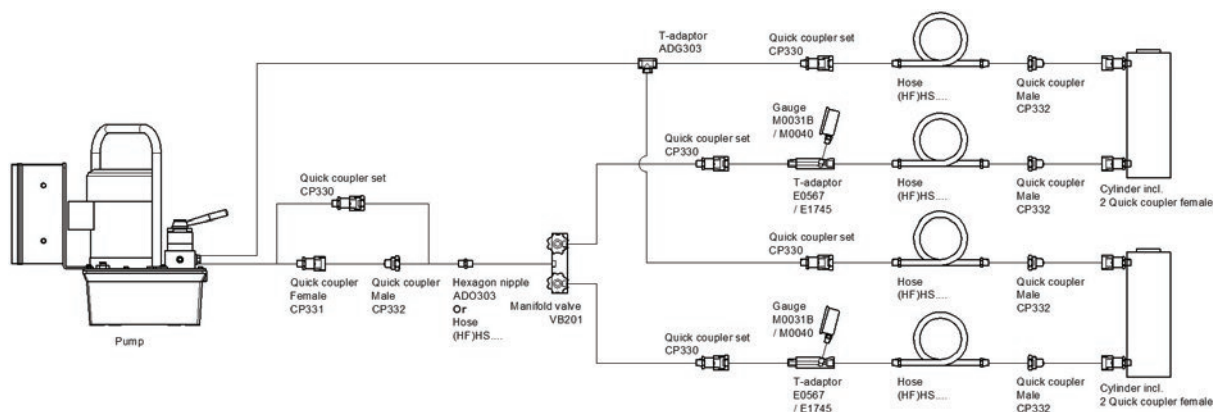 T-adaptor
ADG303
Quick coupler set
CP330
Hose
(HF)HS....
Quick coupler
Male
CP332
Gauge
M0031B
/ M0040
Quick coupler set
CP330
T-adaptor
E0567
/ E1745
Hose
(HF)HS....
Quick coupler
Male
CP332
Cylinder incl.
2 Quick coupler female
Quick coupler set
CP330
Quick coupler
Female
CP331
Quick coupler
Male
CP332
Hexagon nipple
ADO303
Or
Hose
(HF)HS....
Manifold valve
VB201
Pump
Quick coupler set
CP330
Hose
(HF)HS....
Quick coupler
Male
CP332
Gauge
M0031B
/ M0040
Quick coupler set
CP330
T-adaptor
E0567
/ E1745
Hose
(HF)HS....
Quick coupler
Male
CP332
Cylinder incl.
2 Quick coupler female